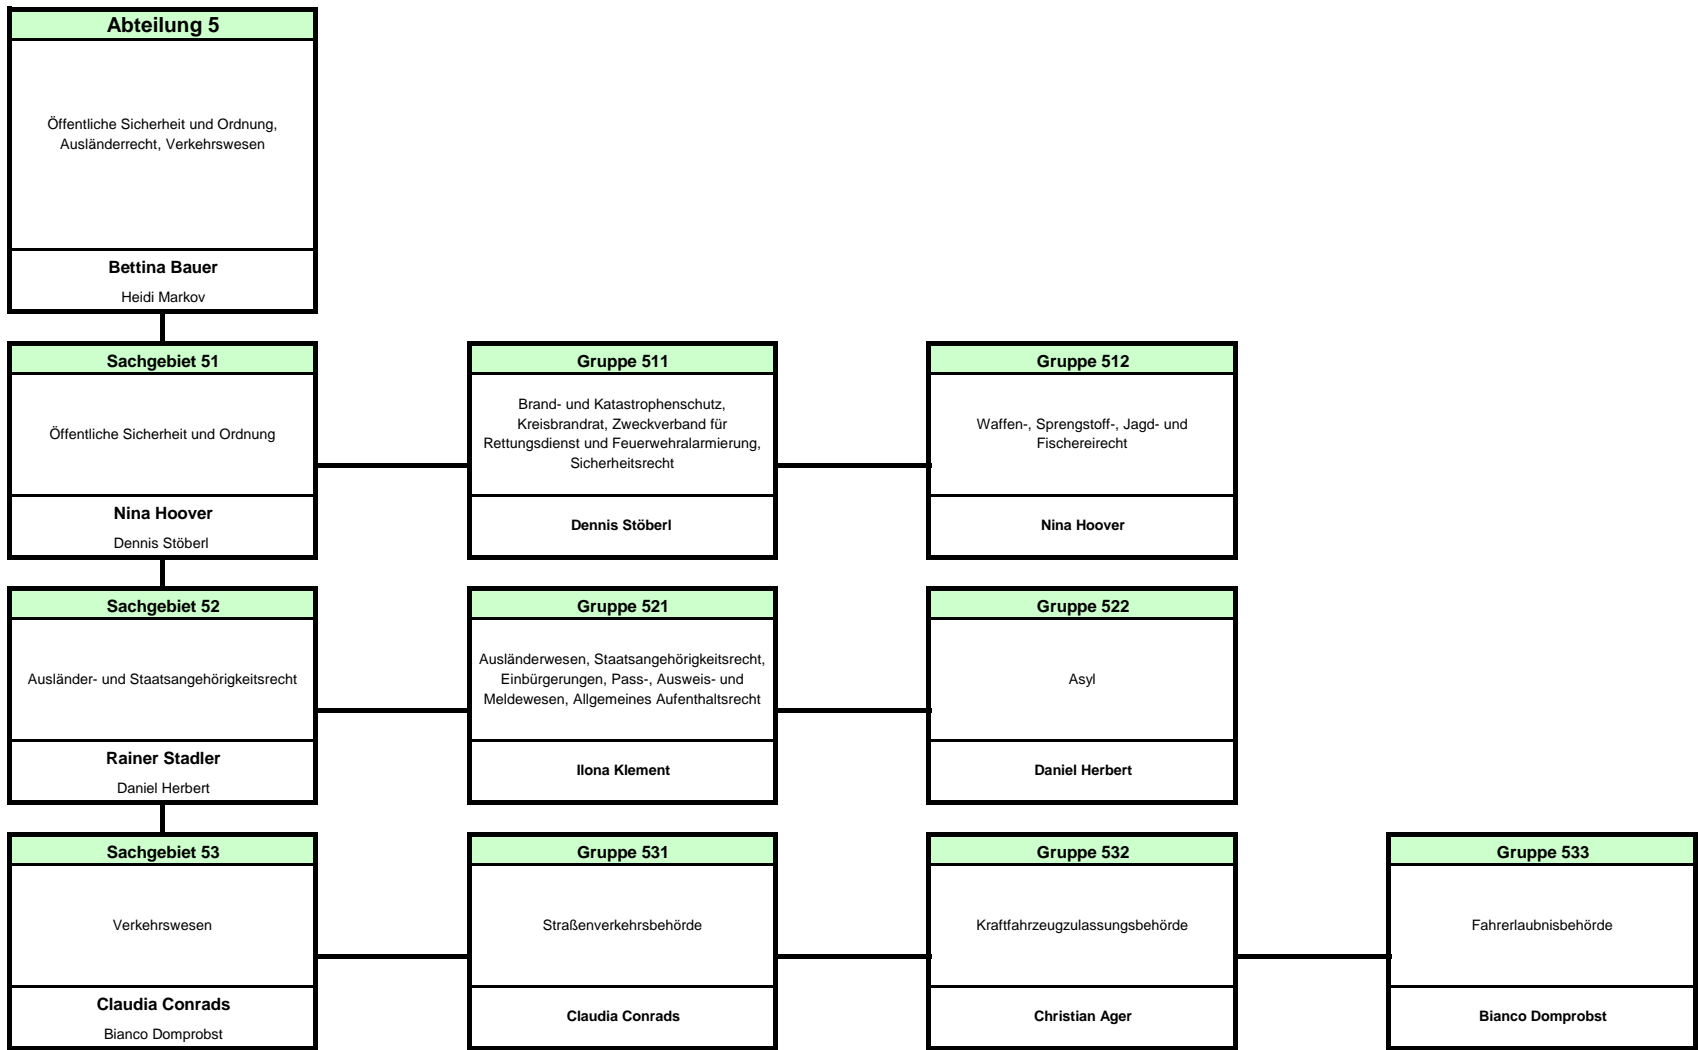 Abteilung 5
Öffentliche Sicherheit und Ordnung,
Ausländerrecht, Verkehrswesen
Bettina Bauer
Heidi Markov
Sachgebiet 51
Öffentliche Sicherheit und Ordnung
Nina Hoover
Dennis Stöberl
Gruppe 511
Brand- und Katastrophenschutz,
Kreisbrandrat, Zweckverband für
Rettungsdienst und Feuerwehralarmierung,
Sicherheitsrecht
Dennis Stöberl
Gruppe 512
Waffen-, Sprengstoff-, Jagd- und
Fischereirecht
Nina Hoover
Sachgebiet 52
Ausländer- und Staatsangehörigkeitsrecht
Rainer Stadler
Daniel Herbert
Gruppe 521
Ausländerwesen, Staatsangehörigkeitsrecht,
Einbürgerungen, Pass-, Ausweis- und
Meldewesen, Allgemeines Aufenthaltsrecht
Ilona Klement
Gruppe 522
Asyl
Daniel Herbert
Sachgebiet 53
Verkehrswesen
Claudia Conrads
Bianco Domprobst
Gruppe 531
Straßenverkehrsbehörde
Claudia Conrads
Gruppe 532
Kraftfahrzeugzulassungsbehörde
Christian Ager
Gruppe 533
Fahrerlaubnisbehörde
Bianco Domprobst